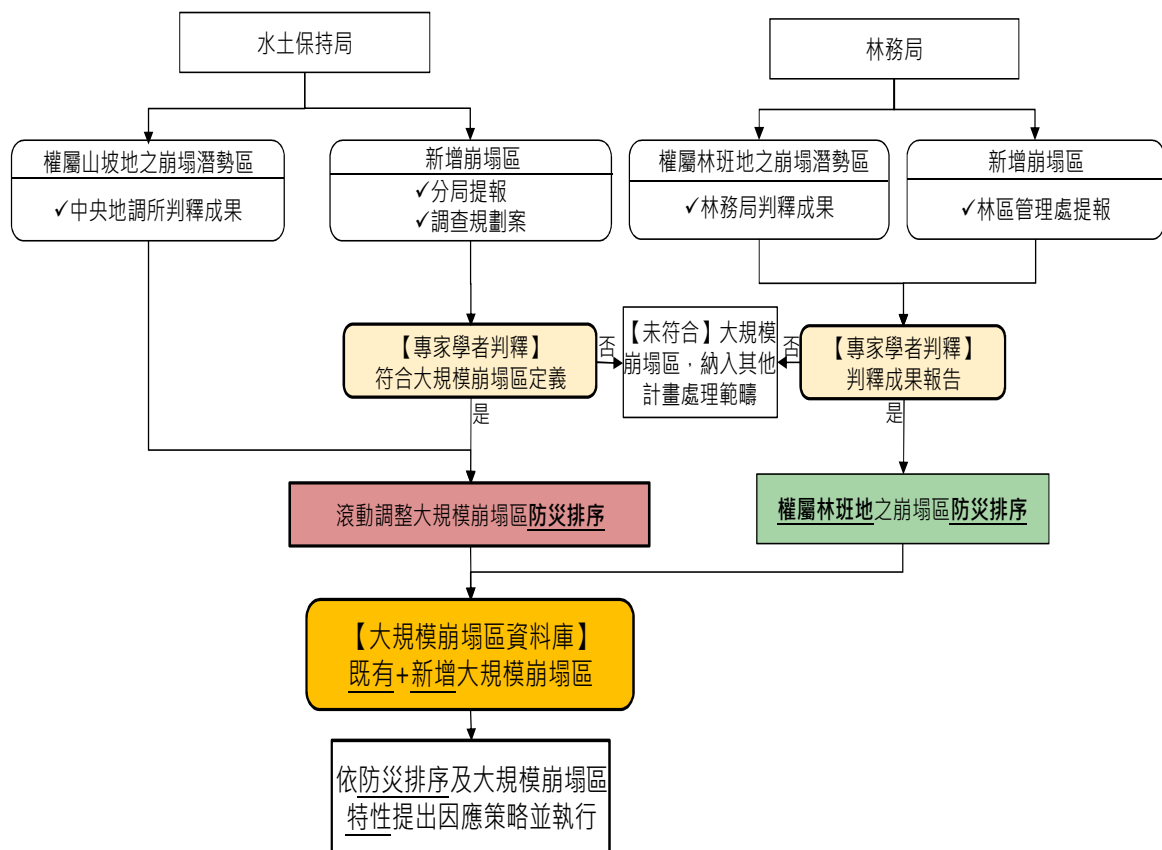 水土保持局
林務局
權屬山坡地之崩塌潛勢區
✓中央地調所判釋成果
新增崩塌區
✓分局提報
✓調查規劃案
權屬林班地之崩塌潛勢區
✓林務局判釋成果
新增崩塌區
✓林區管理處提報
【專家學者判釋】
符合大規模崩塌區定義
否
【未符合】大規模
崩塌區，納入其他
計畫處理範疇
否
【專家學者判釋】
判釋成果報告
是
是
滾動調整大規模崩塌區防災排序
權屬林班地之崩塌區防災排序
【大規模崩塌區資料庫】
既有+新增大規模崩塌區
依防災排序及大規模崩塌區
特性提出因應策略並執行